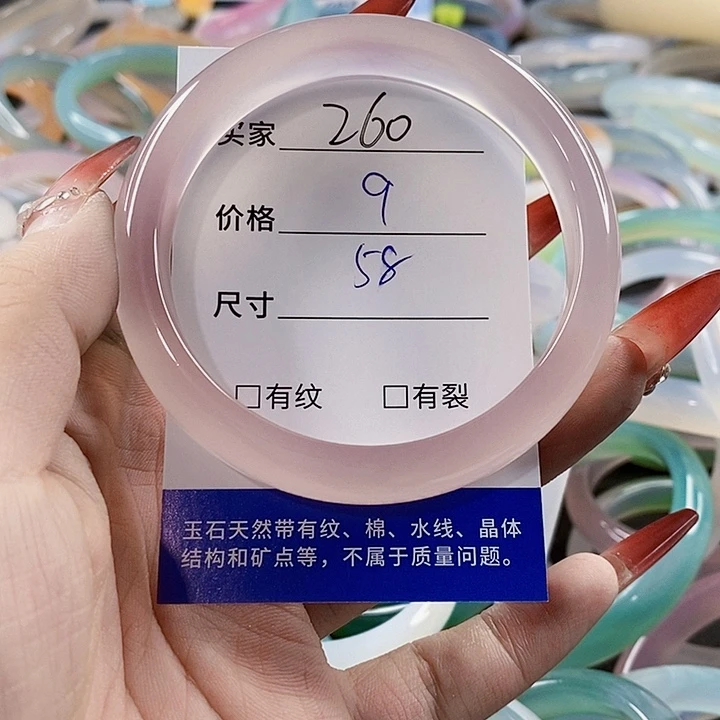 买家 260
价格 9
尺寸 58
□有纹 □有裂
玉石天然带有纹、棉、水线、晶体
结构和矿点等，不属于质量问题。